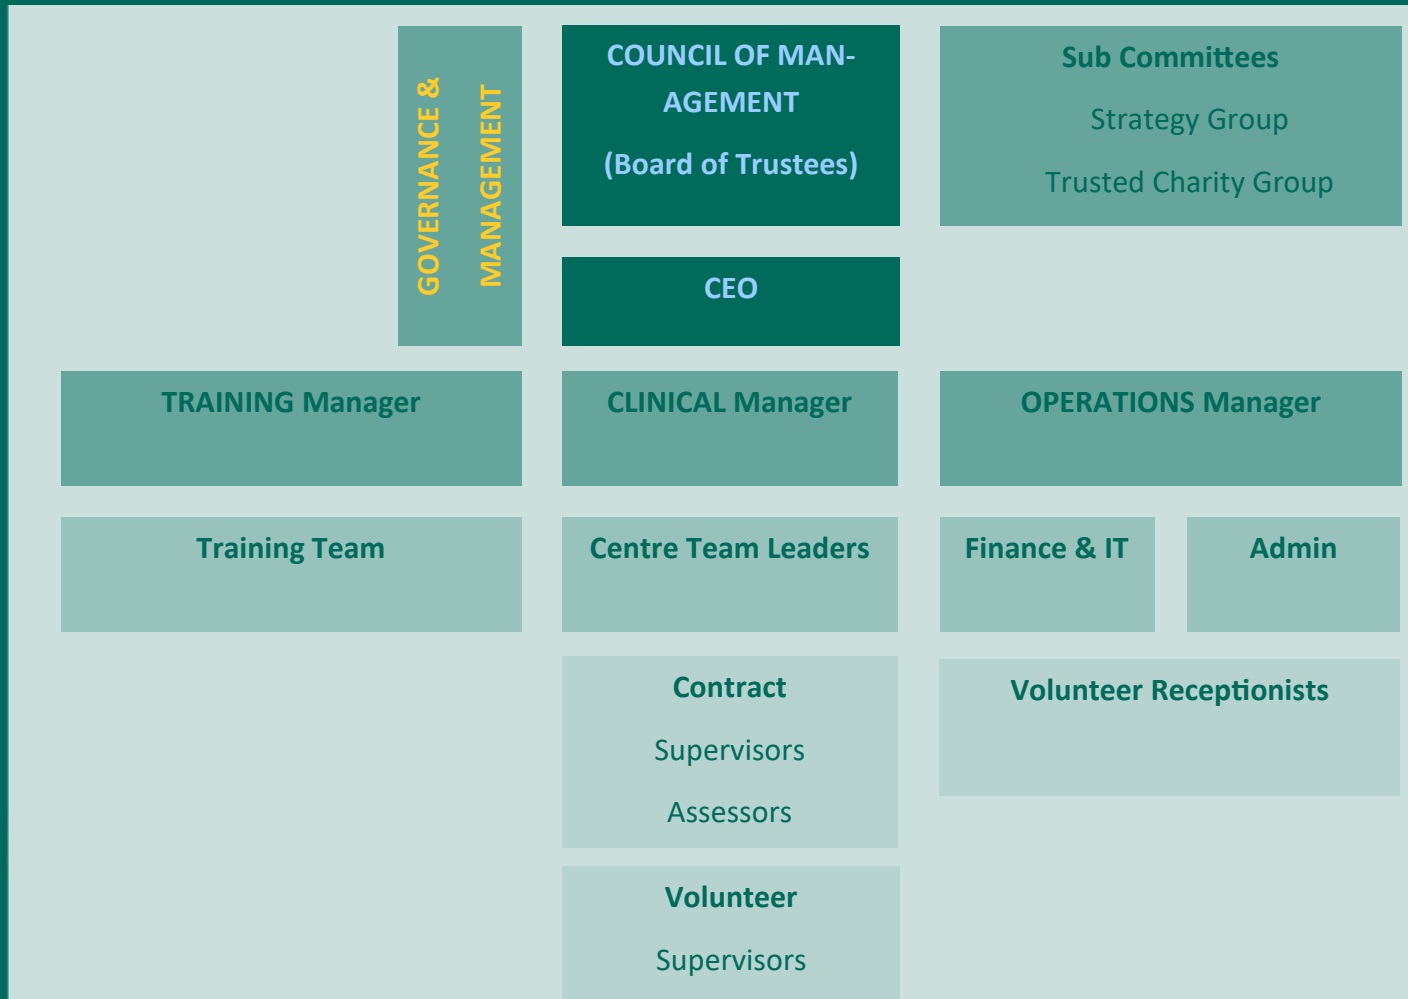 GOVERNANCE &
MANAGEMENT
COUNCIL OF MAN-
AGEMENT
(Board of Trustees)
Sub Committees
Strategy Group
Trusted Charity Group
CEO
TRAINING Manager
CLINICAL Manager
OPERATIONS Manager
Training Team
Centre Team Leaders
Finance & IT
Admin
Contract
Supervisors
Assessors
Volunteer Receptionists
Volunteer
Supervisors